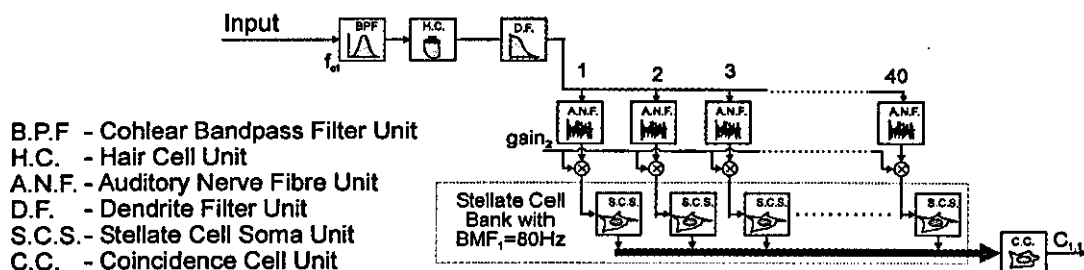 Input
BPF
H.C.
D.F.
f_c1
1 2 3 40
A.N.F. A.N.F. A.N.F. A.N.F.
gain_2
B.P.F - Cohlear Bandpass Filter Unit
H.C. - Hair Cell Unit
A.N.F. - Auditory Nerve Fibre Unit
D.F. - Dendrite Filter Unit
S.C.S. - Stellate Cell Soma Unit
C.C. - Coincidence Cell Unit
Stellate Cell
Bank with
BMF_1=80Hz
S.C.S. S.C.S. S.C.S. S.C.S.
C.C.
C_1,1